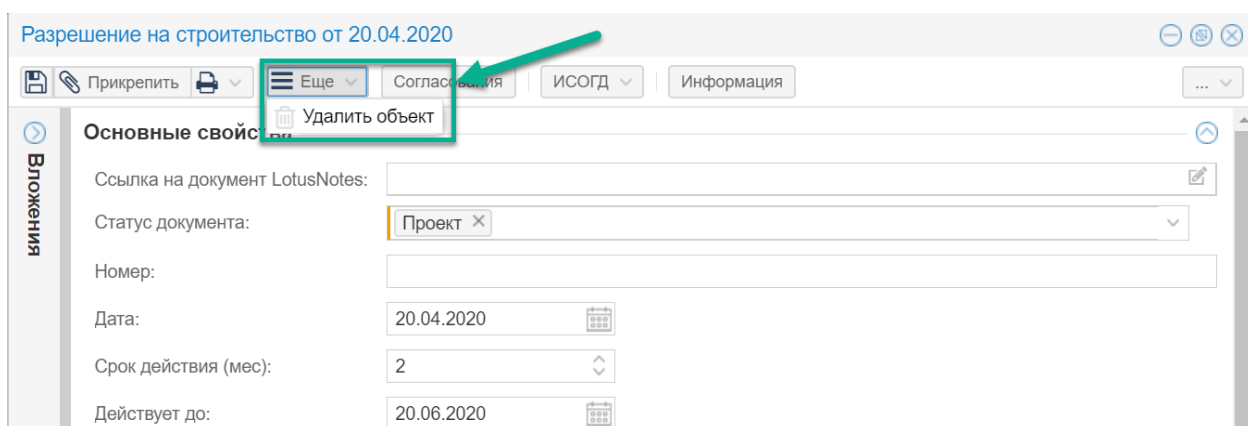 Разрешение на строительство от 20.04.2020
Прикрепить Еще Согласования ИСОГД Информация ...
Удалить объект
Основные свойства
Вложения
Ссылка на документ LotusNotes:
Статус документа: Проект
Номер:
Дата: 20.04.2020
Срок действия (мес): 2
Действует до: 20.06.2020